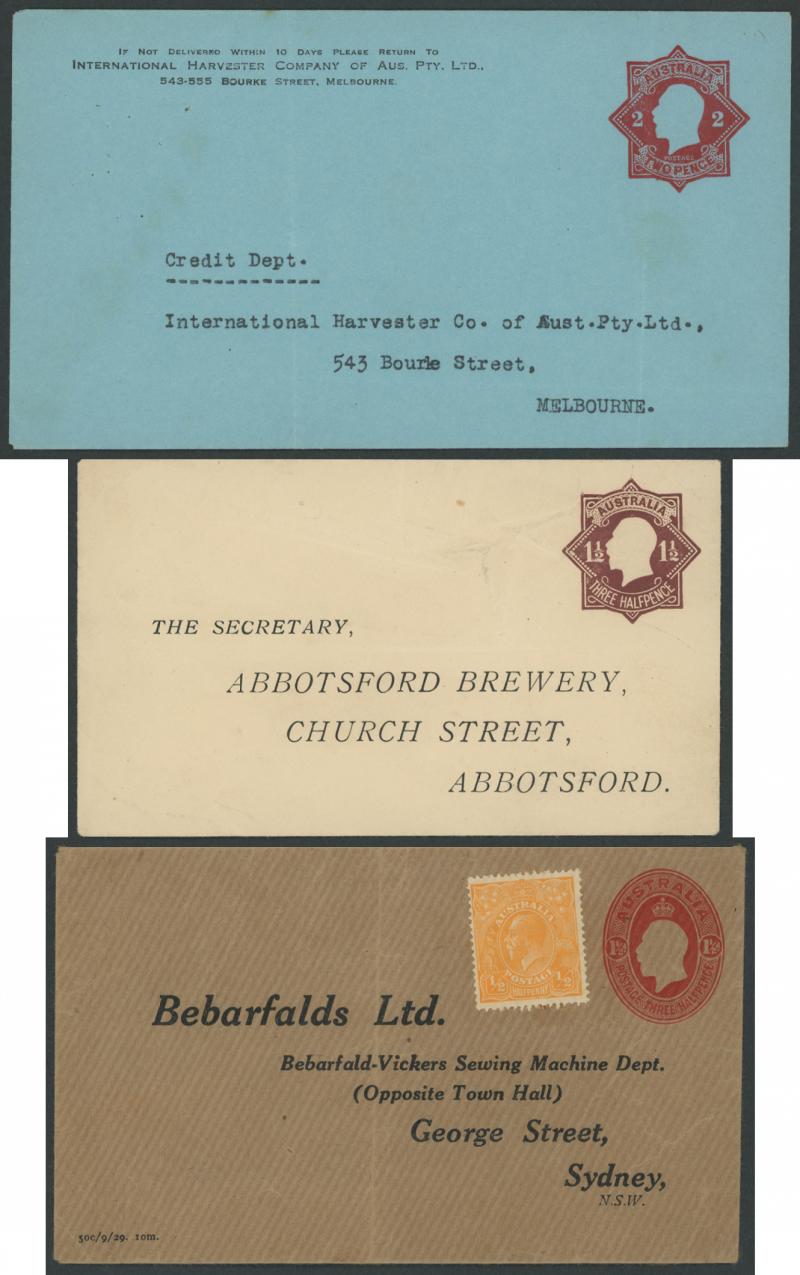 IF NOT DELIVERED WITHIN 10 DAYS PLEASE RETURN TO
INTERNATIONAL HARVESTER COMPANY OF AUS. PTY. LTD.,
543-555 BOURKE STREET, MELBOURNE.
AUSTRALIA
2 2
POSTAGE
TWO PENCE
Credit Dept.
International Harvester Co. of Aust.Pty.Ltd.,
543 Bourke Street,
MELBOURNE.
AUSTRALIA
1½ 1½
THREE HALFPENCE
THE SECRETARY,
ABBOTSFORD BREWERY,
CHURCH STREET,
ABBOTSFORD.
AUSTRALIA
POSTAGE
½ ½
HALFPENNY
AUSTRALIA
1½ 1½
POSTAGE THREE HALFPENCE
Bebarfalds Ltd.
Bebarfald-Vickers Sewing Machine Dept.
(Opposite Town Hall)
George Street,
Sydney,
N.S.W.
50c/9/29. 10m.